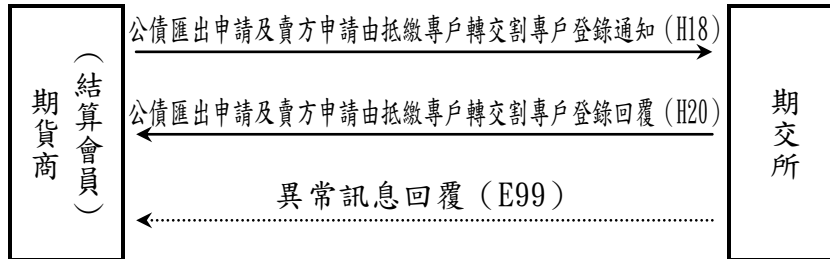 公債匯出申請及賣方申請由抵繳專戶轉交割專戶登錄通知（H18）
期貨商
（結算會員）
公債匯出申請及賣方申請由抵繳專戶轉交割專戶登錄回覆（H20）
期交所
異常訊息回覆（E99）